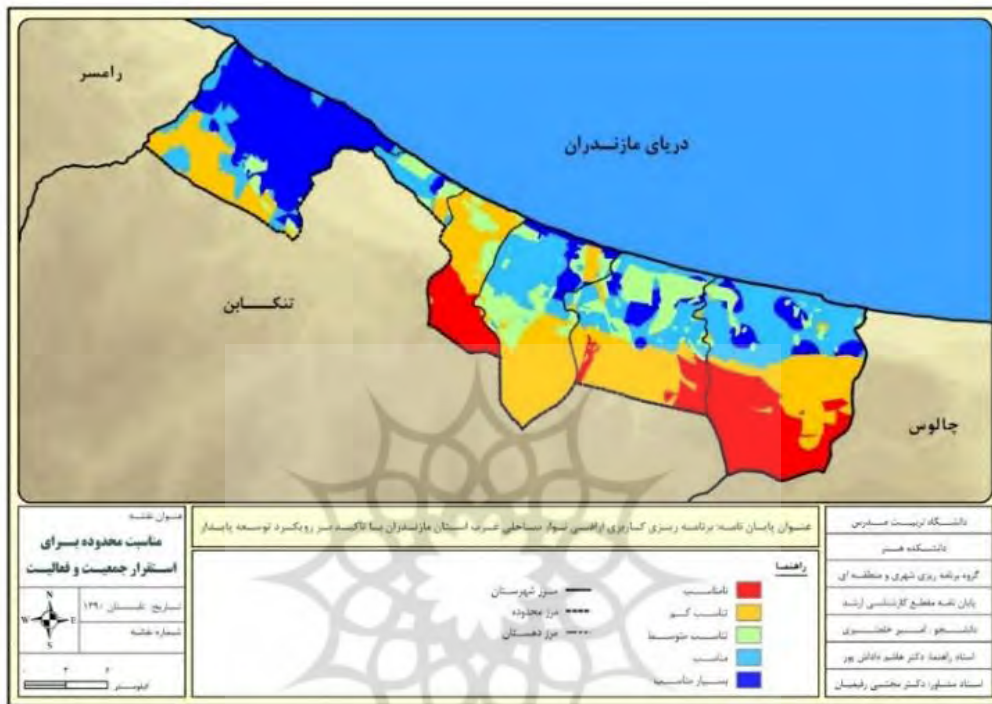 رامسر
دریای مازنــدران
تنکـــابن
چالوس
عنوان نقشه
مناسبت محدوده بــرای
استقرار جمعیت و فعالیت
N
W E
S
تاریخ: تابستان ۱۳۹۰
شماره نقشه
کیلومتر
عنوان پایان نامه: برنامه ریزی کاربری اراضی نوار ساحلی غرب استان مازندران با تاکید بر رویکرد توسعه پایدار
راهنما
نامناسب
تناسب کم
تناسب متوسط
مناسب
بسیار مناسب
مرز شهرستان
مرز محدوده
مرز دهستان
دانشگاه تربیت مدرس
دانشکده هنر
گروه برنامه ریزی شهری و منطقه ای
پایان نامه مقطع کارشناسی ارشد
دانشجو: امیر
استاد راهنما: دکتر هاشم داداش پور
استاد مشاور: دکتر مجتبی رفیعیان